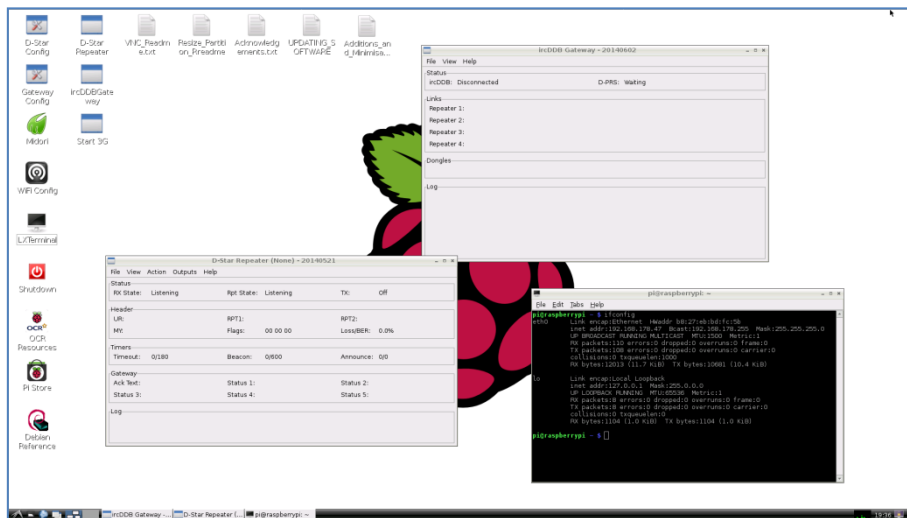 D-Star
Config
D-Star
Repeater
VNC_Readm
e.txt
Resize_Partiti
on_Rreadme
Acknowledg
ements.txt
UPDATING_S
OFTWARE
Additions_an
d_Minimisa...
Gateway
Config
ircDDBGate
way
Midori
Start 3G
WiFi Config
LXTerminal
Shutdown
OCR
OCR
Resources
Pi Store
Debian
Reference
ircDDB Gateway - 20140602
File View Help
Status
ircDDB: Disconnected D-PRS: Waiting
Links
Repeater 1:
Repeater 2:
Repeater 3:
Repeater 4:
Dongles
Log
D-Star Repeater (None) - 20140521
File View Action Outputs Help
Status
RX State: Listening Rpt State: Listening TX: Off
Header
UR: RPT1: RPT2:
MY: Flags: 00 00 00 Loss/BER: 0.0%
Timers
Timeout: 0/180 Beacon: 0/600 Announce: 0/0
Gateway
Ack Text: Status 1: Status 2:
Status 3: Status 4: Status 5:
Log
pi@raspberrypi: ~
File Edit Tabs Help
pi@raspberrypi ~ $ ifconfig
eth0 Link encap:Ethernet HWaddr b8:27:eb:bd:fc:5b
inet addr:192.168.178.47 Bcast:192.168.178.255 Mask:255.255.255.0
UP BROADCAST RUNNING MULTICAST MTU:1500 Metric:1
RX packets:110 errors:0 dropped:0 overruns:0 frame:0
TX packets:108 errors:0 dropped:0 overruns:0 carrier:0
collisions:0 txqueuelen:1000
RX bytes:12013 (11.7 KiB) TX bytes:10681 (10.4 KiB)
lo Link encap:Local Loopback
inet addr:127.0.0.1 Mask:255.0.0.0
UP LOOPBACK RUNNING MTU:65536 Metric:1
RX packets:8 errors:0 dropped:0 overruns:0 frame:0
TX packets:8 errors:0 dropped:0 overruns:0 carrier:0
collisions:0 txqueuelen:0
RX bytes:1104 (1.0 KiB) TX bytes:1104 (1.0 KiB)
pi@raspberrypi ~ $
ircDDB Gateway -... D-Star Repeater (... pi@raspberrypi: ~ 19:36